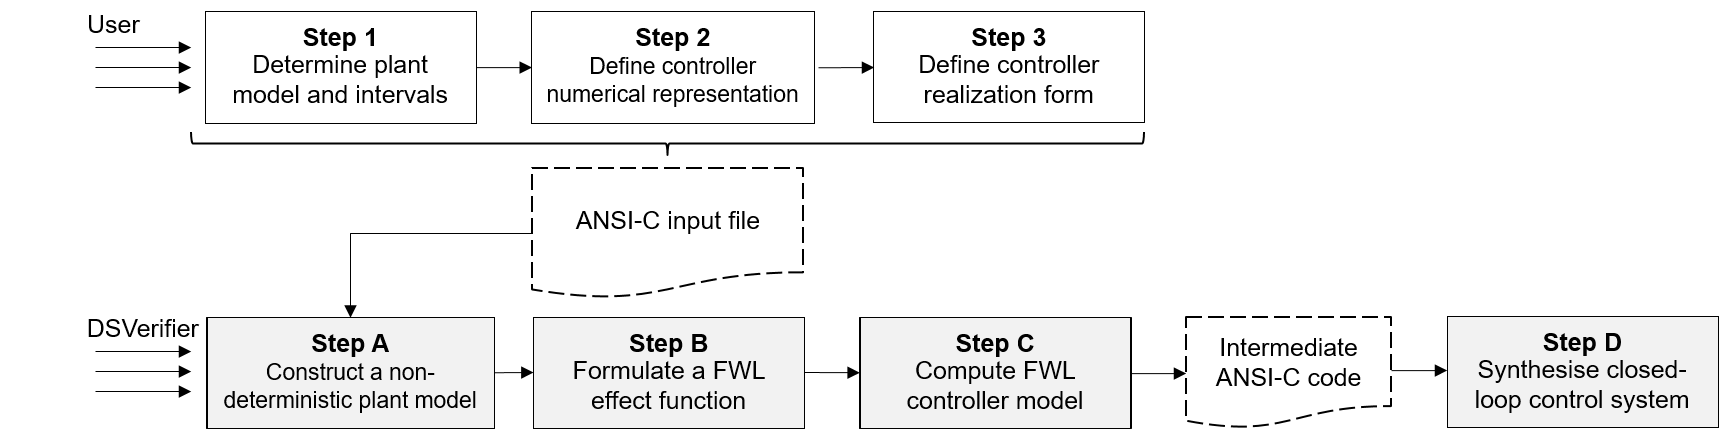 User
Step 1
Determine plant
model and intervals
Step 2
Define controller
numerical representation
Step 3
Define controller
realization form
ANSI-C input file
DSVerifier
Step A
Construct a non-
deterministic plant model
Step B
Formulate a FWL
effect function
Step C
Compute FWL
controller model
Intermediate
ANSI-C code
Step D
Synthesise closed-
loop control system